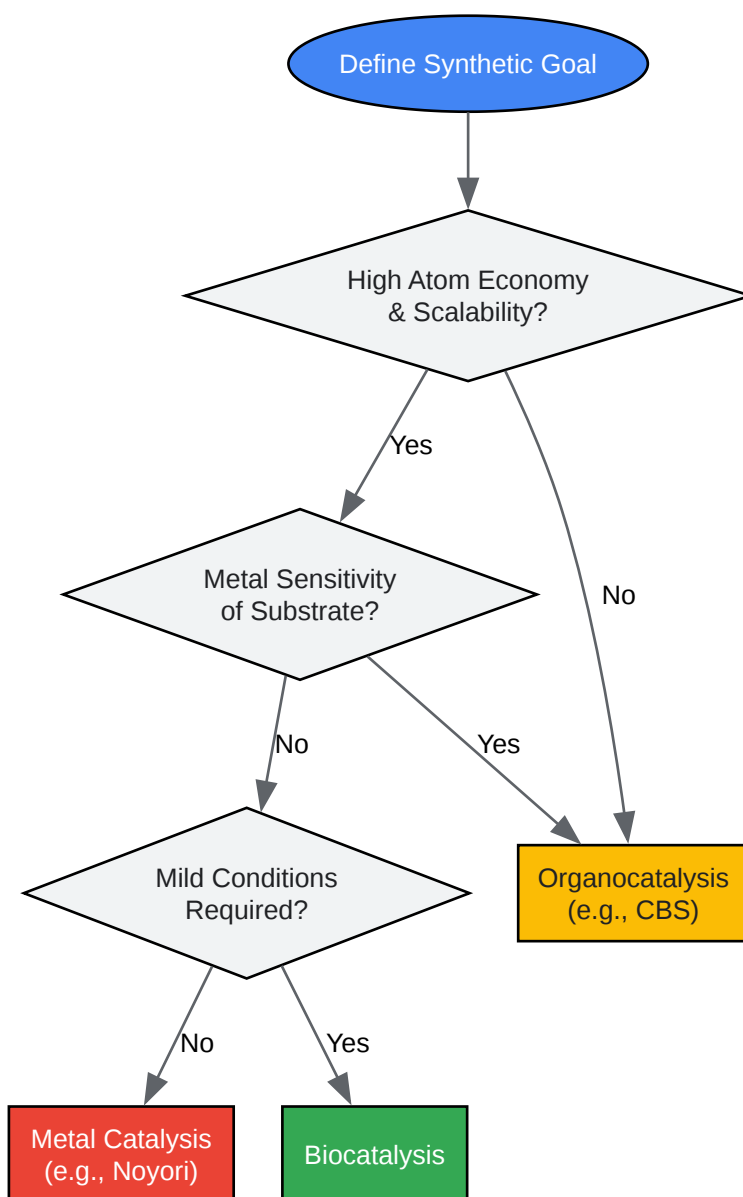 Define Synthetic Goal
High Atom Economy
& Scalability?
Yes
Metal Sensitivity
of Substrate?
No
No
Yes
Mild Conditions
Required?
Organocatalysis
(e.g., CBS)
No
Yes
Metal Catalysis
(e.g., Noyori)
Biocatalysis